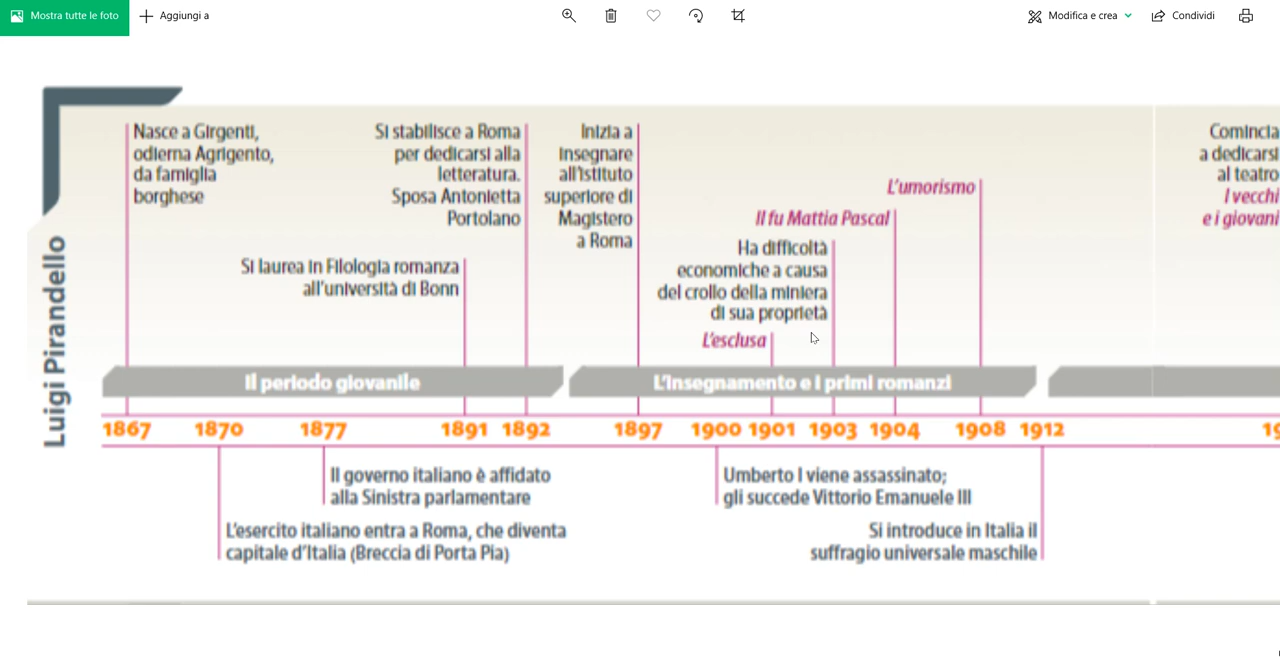 Mostra tutte le foto
Aggiungi a
Modifica e crea
Condividi
Luigi Pirandello
Nasce a Girgenti,
odierna Agrigento,
da famiglia
borghese
Si laurea in Filologia romanza
all'università di Bonn
Si stabilisce a Roma
per dedicarsi alla
letteratura.
Sposa Antonietta
Portolano
Inizia a
insegnare
all'Istituto
superiore di
Magistero
a Roma
L'esclusa
Ha difficoltà
economiche a causa
del crollo della miniera
di sua proprietà
Il fu Mattia Pascal
L'umorismo
Comincia
a dedicarsi
al teatro
I vecchi
e i giovani
Il periodo giovanile
L'insegnamento e i primi romanzi
1867 1870 1877 1891 1892 1897 1900 1901 1903 1904 1908 1912
Il governo italiano è affidato
alla Sinistra parlamentare
L'esercito italiano entra a Roma, che diventa
capitale d'Italia (Breccia di Porta Pia)
Umberto I viene assassinato;
gli succede Vittorio Emanuele III
Si introduce in Italia il
suffragio universale maschile